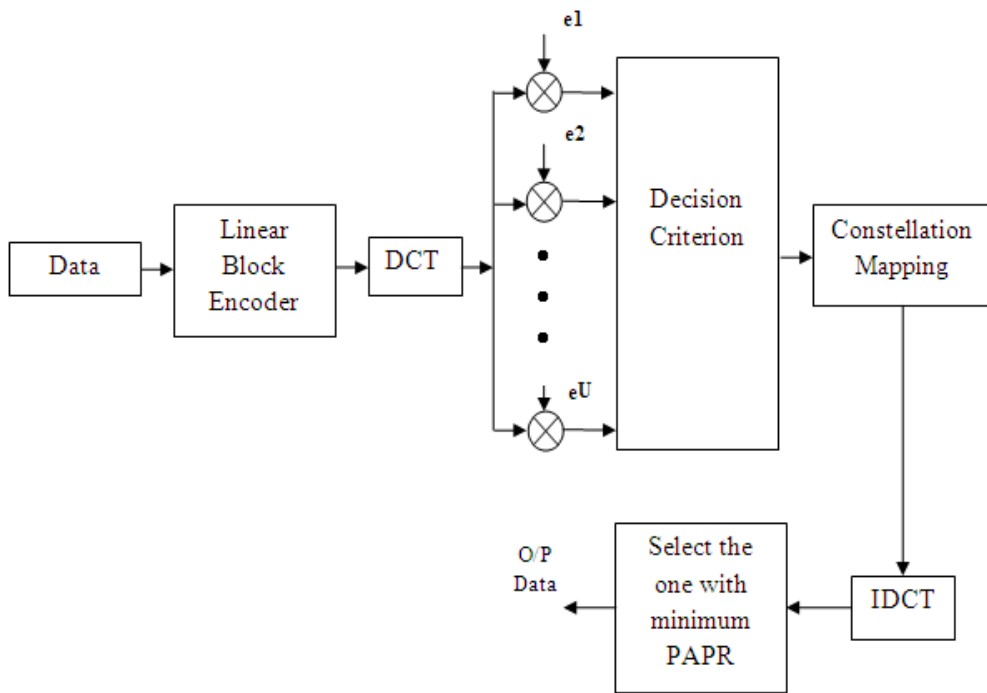 e1
e2
eU
Data
Linear
Block
Encoder
DCT
Decision
Criterion
Constellation
Mapping
IDCT
Select the
one with
minimum
PAPR
O/P
Data